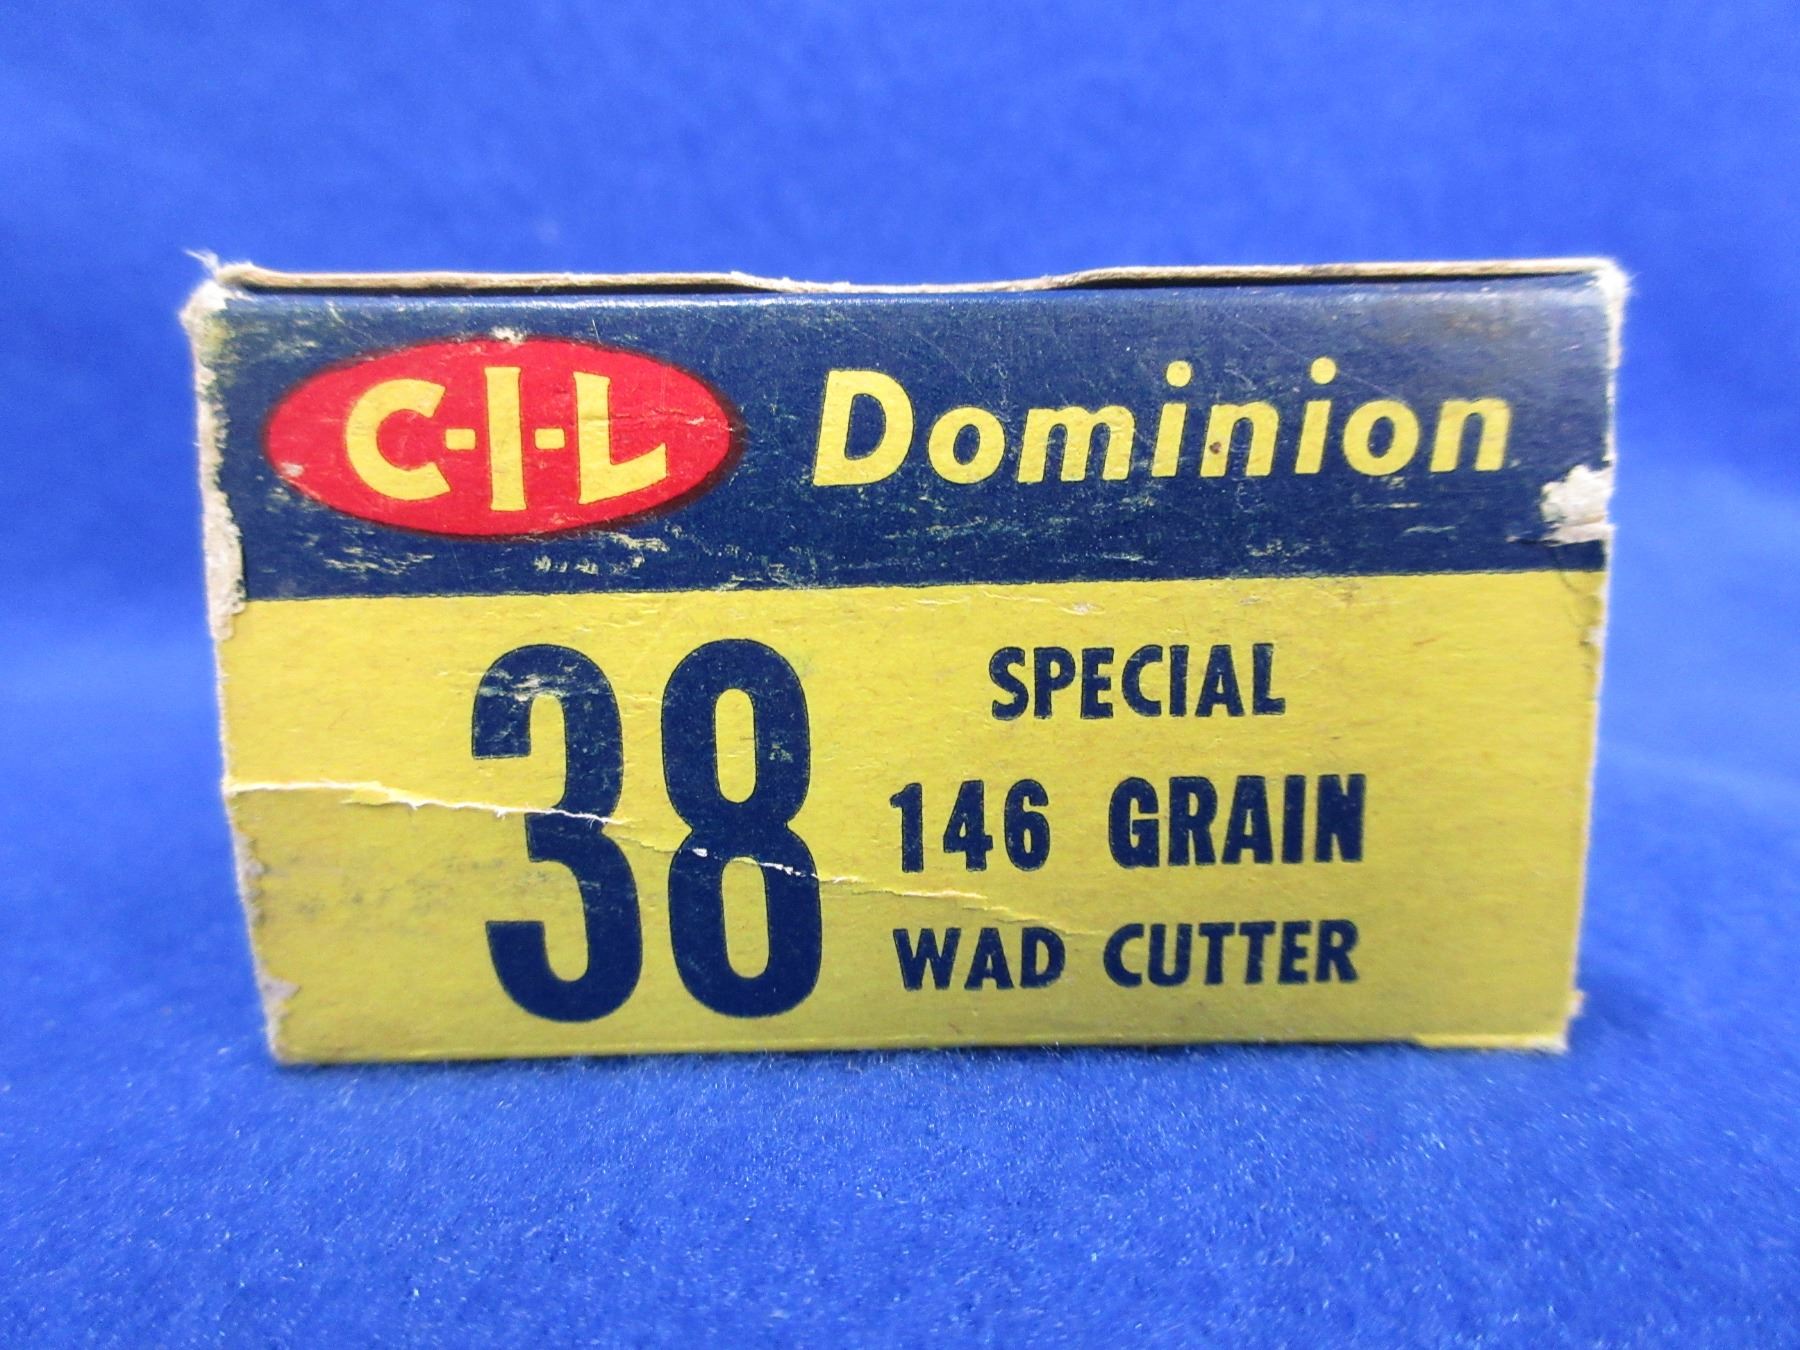 C-I-L Dominion
38 SPECIAL
146 GRAIN
WAD CUTTER